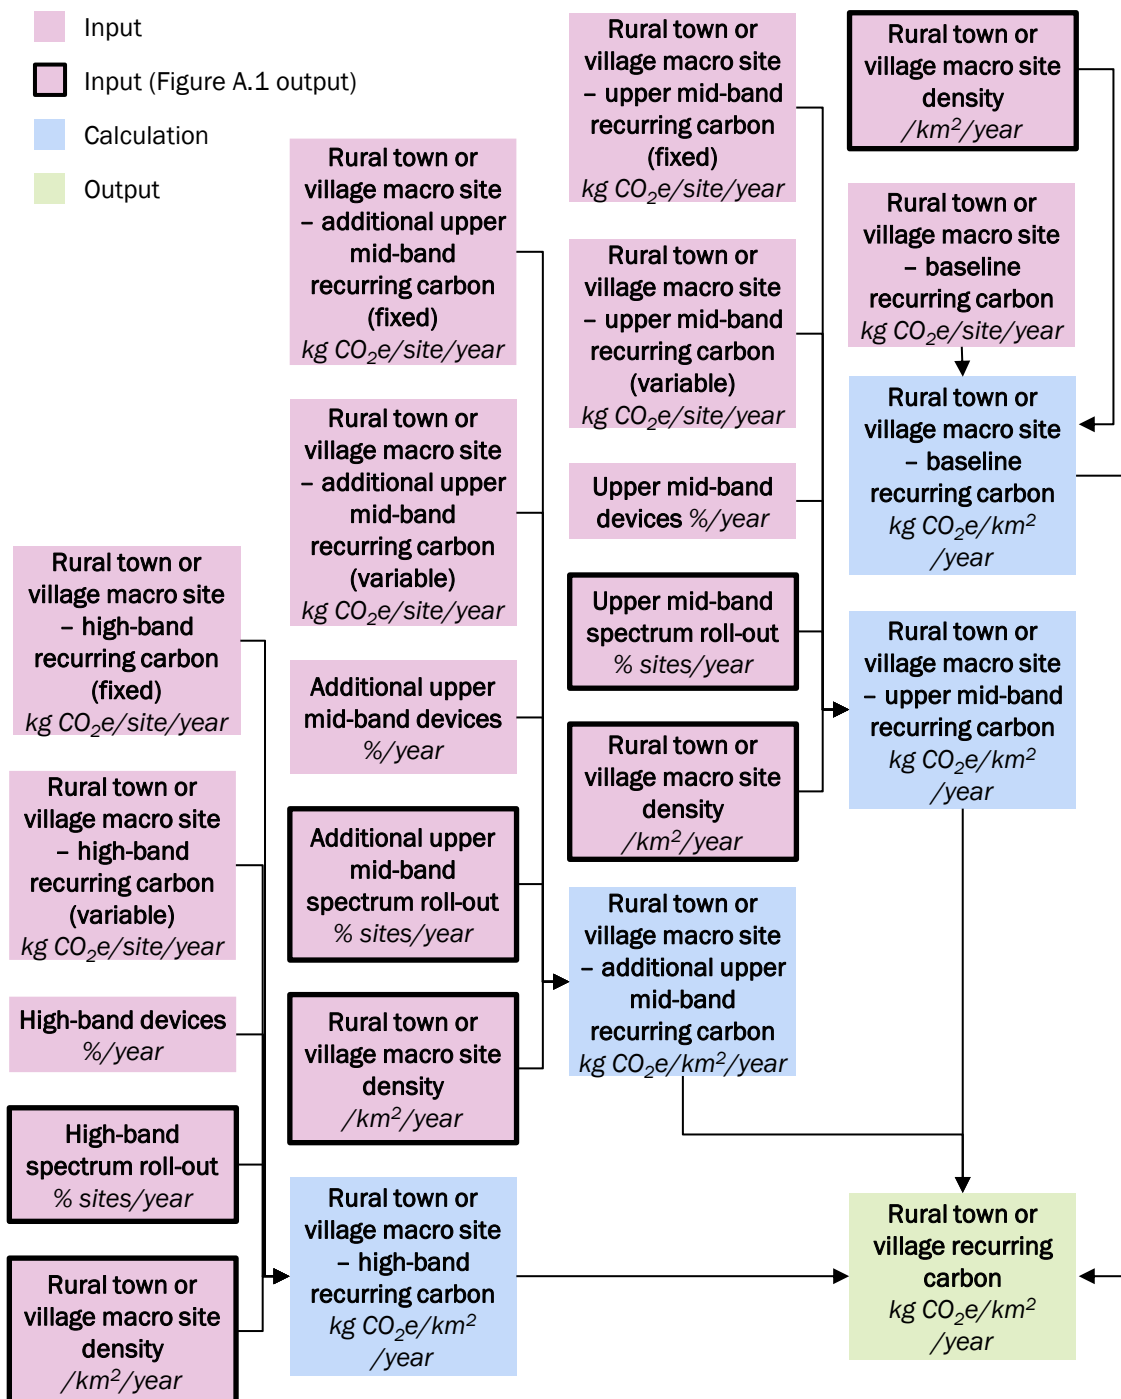 Input
Input (Figure A.1 output)
Calculation
Output
Rural town or
village macro site
– high-band
recurring carbon
(fixed)
kg CO₂e/site/year
Rural town or
village macro site
– high-band
recurring carbon
(variable)
kg CO₂e/site/year
High-band devices
%/year
High-band
spectrum roll-out
% sites/year
Rural town or
village macro site
density
/km²/year
Rural town or
village macro site
– additional upper
mid-band
recurring carbon
(fixed)
kg CO₂e/site/year
Rural town or
village macro site
– additional upper
mid-band
recurring carbon
(variable)
kg CO₂e/site/year
Additional upper
mid-band devices
%/year
Additional upper
mid-band
spectrum roll-out
% sites/year
Rural town or
village macro site
density
/km²/year
Rural town or
village macro site
– high-band
recurring carbon
kg CO₂e/km²
/year
Rural town or
village macro site
– upper mid-band
recurring carbon
(fixed)
kg CO₂e/site/year
Rural town or
village macro site
– upper mid-band
recurring carbon
(variable)
kg CO₂e/site/year
Upper mid-band
devices %/year
Upper mid-band
spectrum roll-out
% sites/year
Rural town or
village macro site
density
/km²/year
Rural town or
village macro site
– additional upper
mid-band
recurring carbon
kg CO₂e/km²/year
Rural town or
village macro site
density
/km²/year
Rural town or
village macro site
– baseline
recurring carbon
kg CO₂e/site/year
Rural town or
village macro site
– baseline
recurring carbon
kg CO₂e/km²
/year
Rural town or
village macro site
– upper mid-band
recurring carbon
kg CO₂e/km²
/year
Rural town or
village recurring
carbon
kg CO₂e/km²
/year